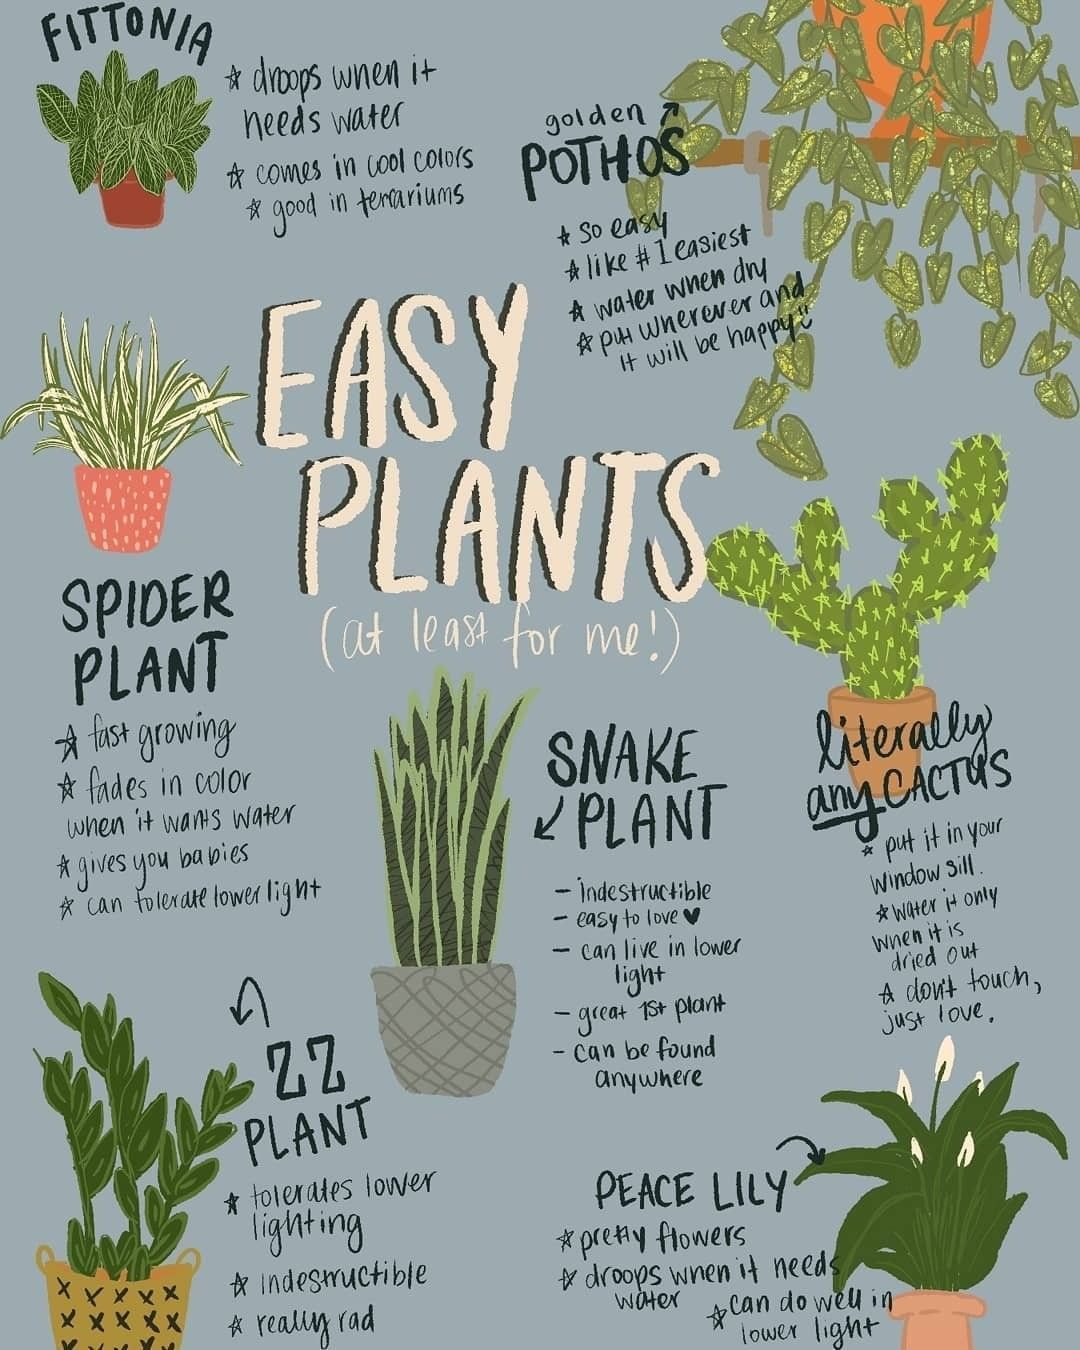 FITTONIA
☆ droops when it
needs water
☆ comes in cool colors
☆ good in terrariums
golden
POTHOS
☆ so easy
☆ like #1 easiest
☆ water when dry
☆ put wherever and
it will be happy!!
EASY
PLANTS
(at least for me!)
SPIDER
PLANT
☆ fast growing
☆ fades in color
when it wants water
☆ gives you babies
☆ can tolerate lower light
SNAKE
PLANT
- indestructible
- easy to love ♥
- can live in lower
light
- great 1st plant
- can be found
anywhere
literally
any CACTUS
☆ put it in your
window sill.
☆ water it only
when it is
dried out
☆ don't touch,
just love.
ZZ
PLANT
☆ tolerates lower
lighting
☆ indestructible
☆ really rad
PEACE LILY
☆ pretty flowers
☆ droops when it needs
water
☆ can do well in
lower light